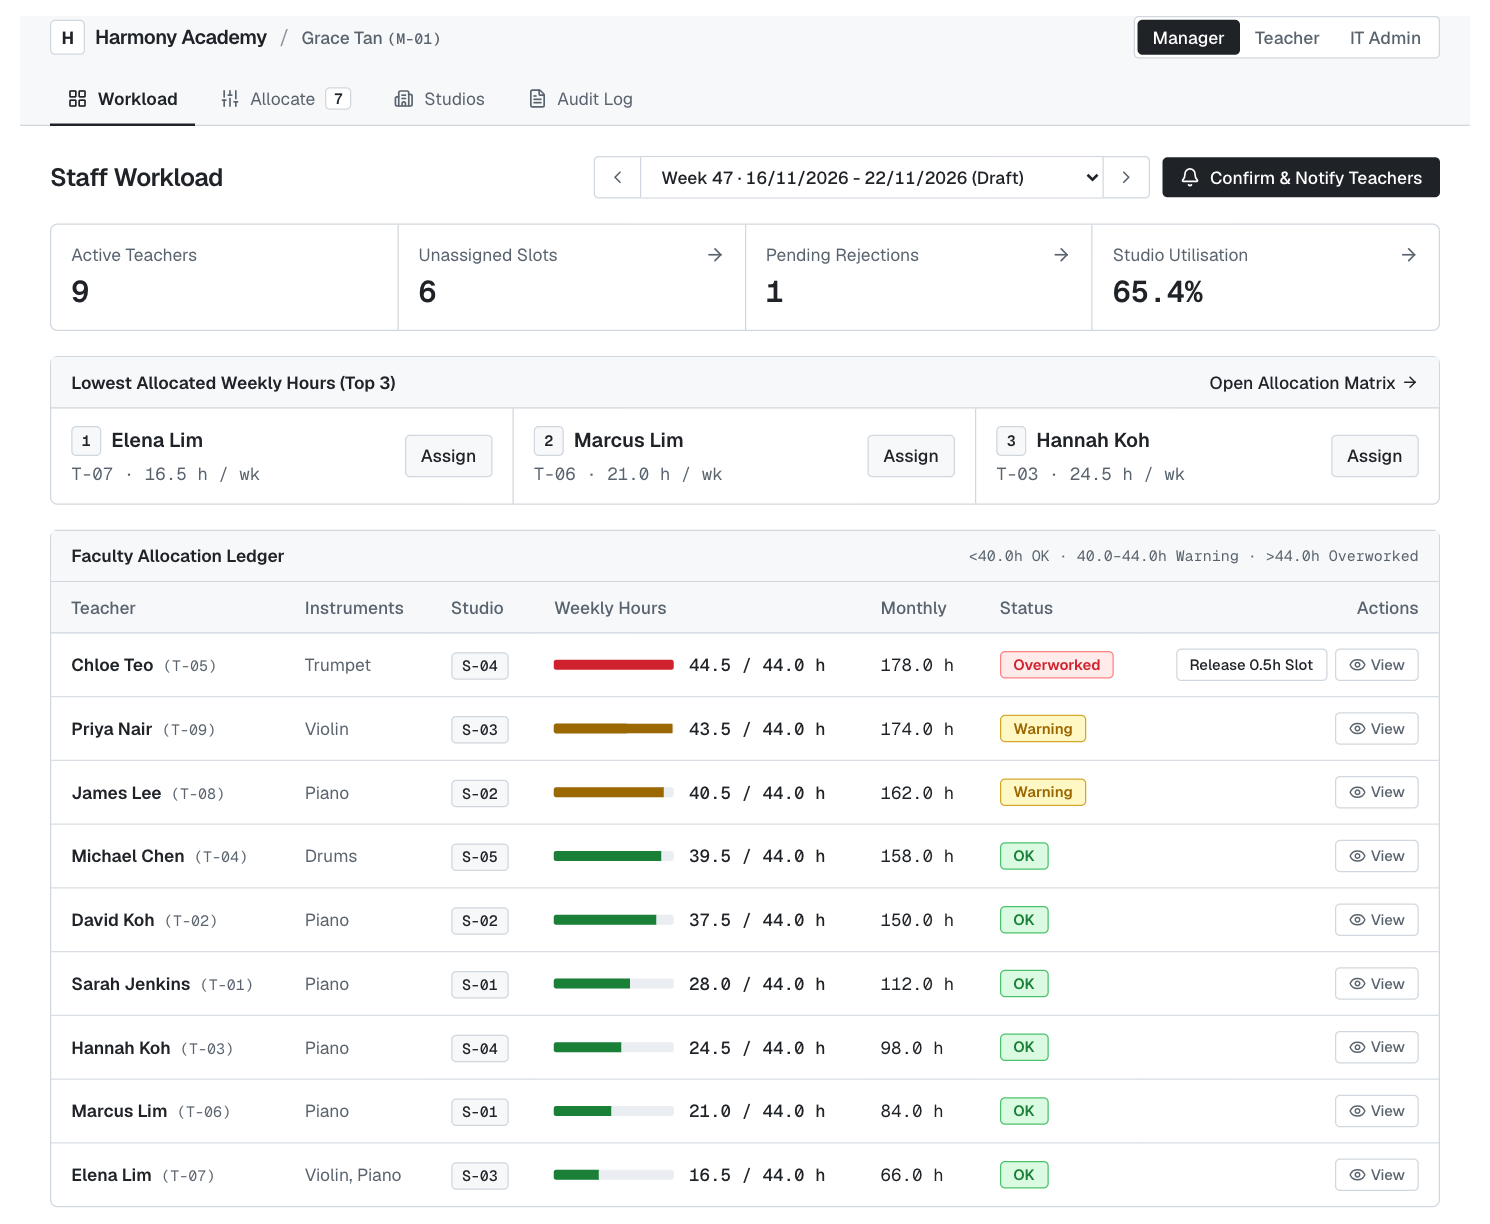 H Harmony Academy / Grace Tan (M-01)
Manager Teacher IT Admin
Workload Allocate 7 Studios Audit Log
Staff Workload
Week 47 · 16/11/2026 - 22/11/2026 (Draft)
Confirm & Notify Teachers
Active Teachers
9
Unassigned Slots
6
Pending Rejections
1
Studio Utilisation
65.4%
Lowest Allocated Weekly Hours (Top 3)
Open Allocation Matrix
1 Elena Lim
T-07 · 16.5 h / wk
Assign
2 Marcus Lim
T-06 · 21.0 h / wk
Assign
3 Hannah Koh
T-03 · 24.5 h / wk
Assign
Faculty Allocation Ledger
<40.0h OK · 40.0–44.0h Warning · >44.0h Overworked
Teacher Instruments Studio Weekly Hours Monthly Status Actions
Chloe Teo (T-05) Trumpet S-04 44.5 / 44.0 h 178.0 h Overworked Release 0.5h Slot View
Priya Nair (T-09) Violin S-03 43.5 / 44.0 h 174.0 h Warning View
James Lee (T-08) Piano S-02 40.5 / 44.0 h 162.0 h Warning View
Michael Chen (T-04) Drums S-05 39.5 / 44.0 h 158.0 h OK View
David Koh (T-02) Piano S-02 37.5 / 44.0 h 150.0 h OK View
Sarah Jenkins (T-01) Piano S-01 28.0 / 44.0 h 112.0 h OK View
Hannah Koh (T-03) Piano S-04 24.5 / 44.0 h 98.0 h OK View
Marcus Lim (T-06) Piano S-01 21.0 / 44.0 h 84.0 h OK View
Elena Lim (T-07) Violin, Piano S-03 16.5 / 44.0 h 66.0 h OK View